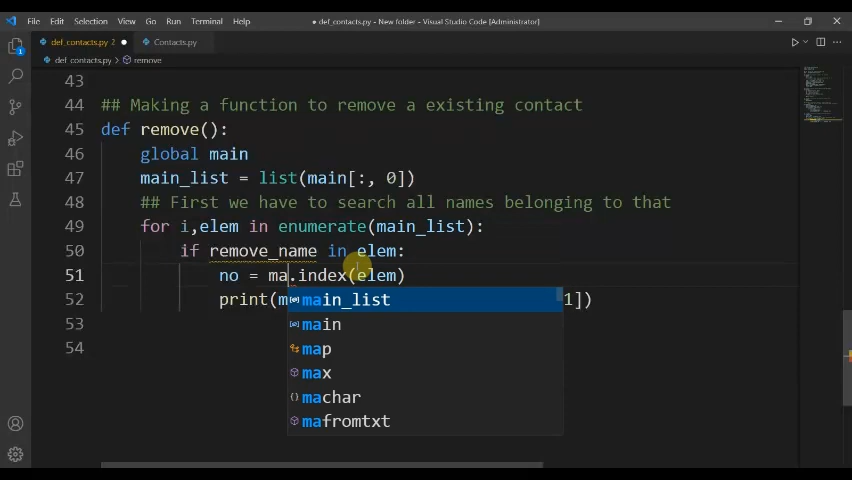 File Edit Selection View Go Run Terminal Help
● def_contacts.py - New folder - Visual Studio Code [Administrator]
def_contacts.py 2 ● Contacts.py
def_contacts.py > remove
43
44 ## Making a function to remove a existing contact
45 def remove():
46 global main
47 main_list = list(main[:, 0])
48 ## First we have to search all names belonging to that
49 for i,elem in enumerate(main_list):
50 if remove_name in elem:
51 no = ma.index(elem)
52 print(m 1])
main_list
53 main
54 map
max
machar
mafromtxt
1